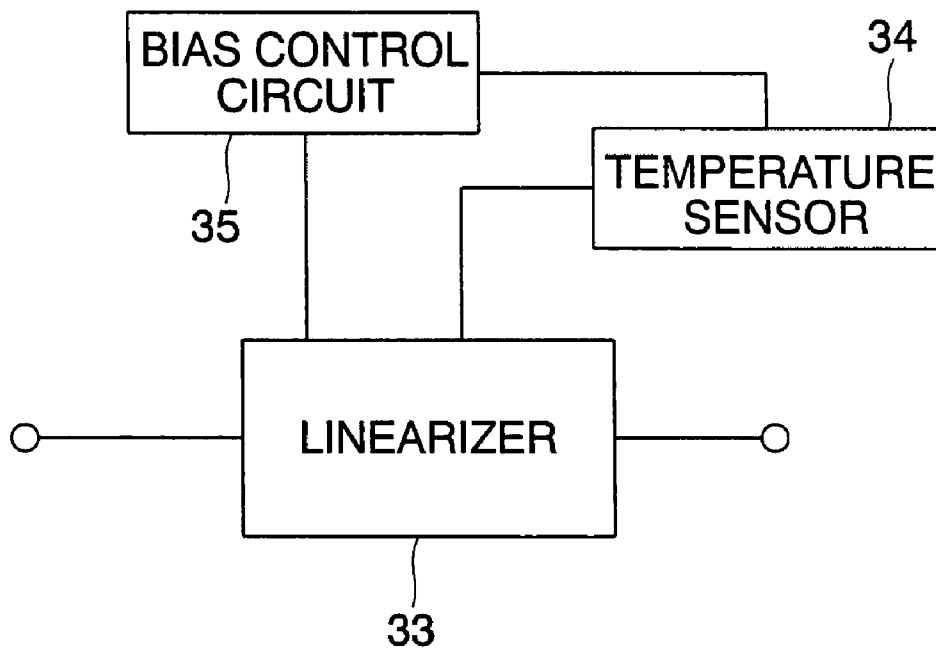 BIAS CONTROL
CIRCUIT
34
TEMPERATURE
SENSOR
35
LINEARIZER
33